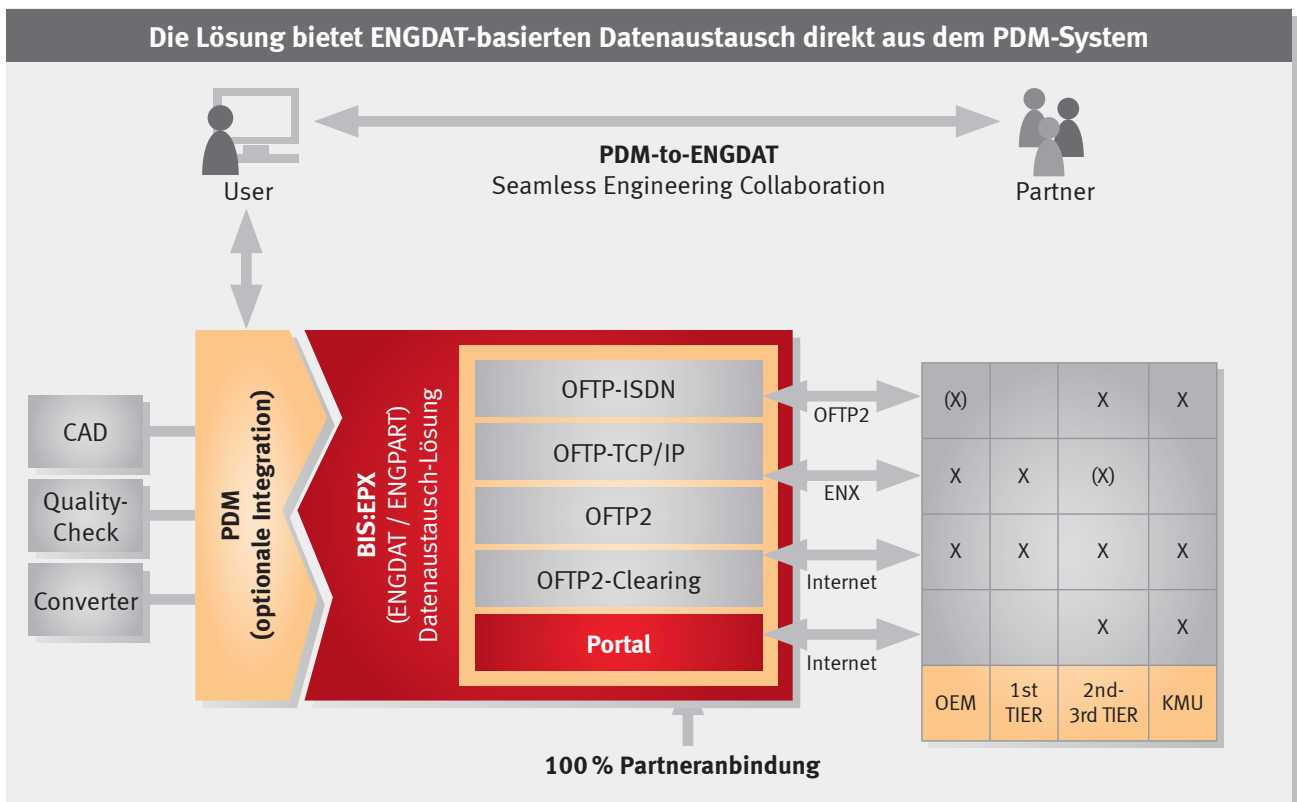 Die Lösung bietet ENGDAT-basierten Datenaustausch direkt aus dem PDM-System
User
PDM-to-ENGDAT
Seamless Engineering Collaboration
Partner
CAD
Quality-
Check
Converter
PDM
(optionale Integration)
BIS:EPX
(ENGDAT / ENGPART)
Datenaustausch-Lösung
OFTP-ISDN
OFTP-TCP/IP
OFTP2
OFTP2-Clearing
Portal
OFTP2
ENX
Internet
Internet
(X) X X
X X (X)
X X X X
X X
OEM
1st
TIER
2nd-
3rd TIER
KMU
100 % Partneranbindung